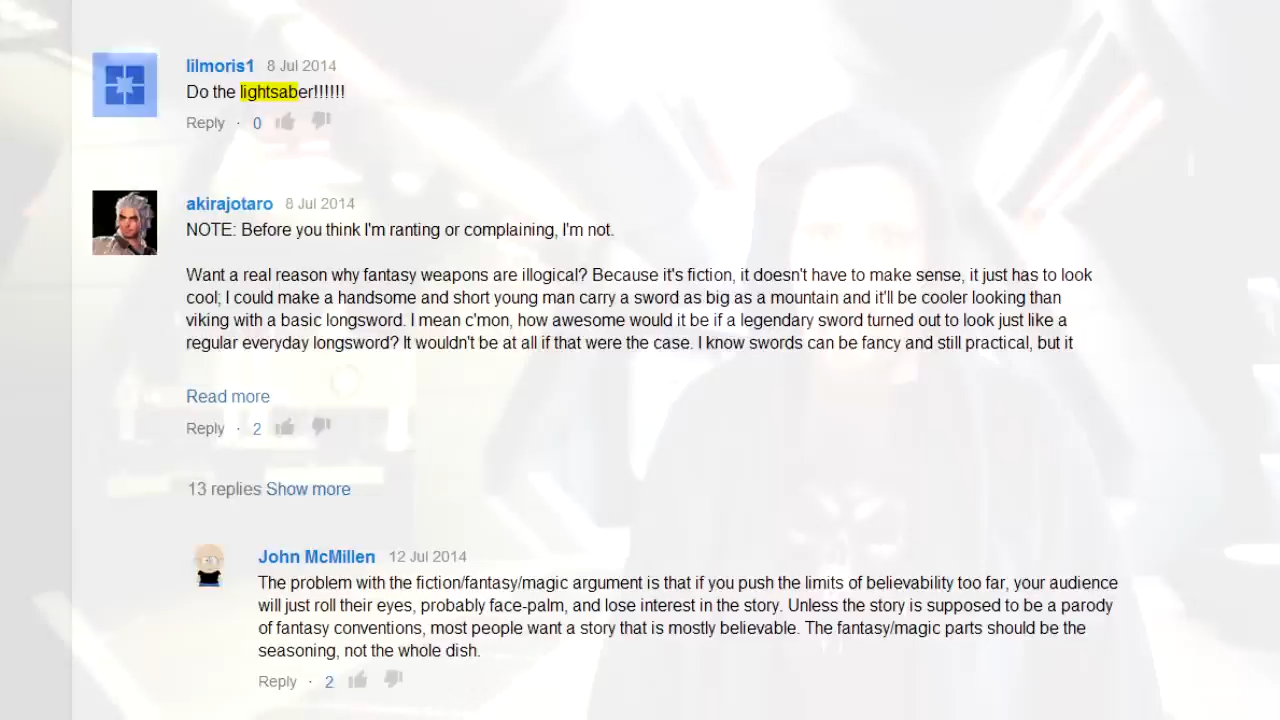 lilmoris1 8 Jul 2014
Do the lightsaber!!!!!!
Reply · 0
akirajotaro 8 Jul 2014
NOTE: Before you think I'm ranting or complaining, I'm not.
Want a real reason why fantasy weapons are illogical? Because it's fiction, it doesn't have to make sense, it just has to look
cool; I could make a handsome and short young man carry a sword as big as a mountain and it'll be cooler looking than
viking with a basic longsword. I mean c'mon, how awesome would it be if a legendary sword turned out to look just like a
regular everyday longsword? It wouldn't be at all if that were the case. I know swords can be fancy and still practical, but it
Read more
Reply · 2
13 replies Show more
John McMillen 12 Jul 2014
The problem with the fiction/fantasy/magic argument is that if you push the limits of believability too far, your audience
will just roll their eyes, probably face-palm, and lose interest in the story. Unless the story is supposed to be a parody
of fantasy conventions, most people want a story that is mostly believable. The fantasy/magic parts should be the
seasoning, not the whole dish.
Reply · 2